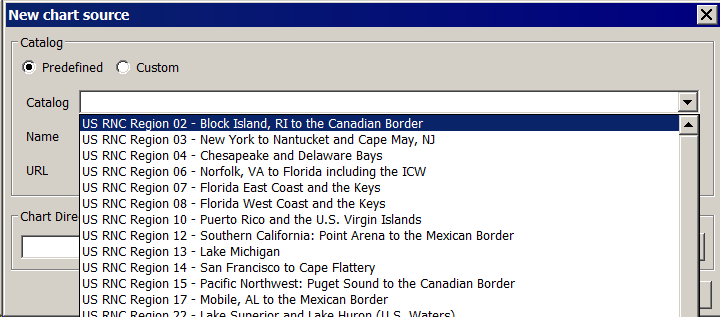 New chart source
Catalog
Predefined Custom
Catalog
US RNC Region 02 - Block Island, RI to the Canadian Border
US RNC Region 03 - New York to Nantucket and Cape May, NJ
Name
US RNC Region 04 - Chesapeake and Delaware Bays
US RNC Region 06 - Norfolk, VA to Florida including the ICW
URL
US RNC Region 07 - Florida East Coast and the Keys
US RNC Region 08 - Florida West Coast and the Keys
Chart Dire
US RNC Region 10 - Puerto Rico and the U.S. Virgin Islands
US RNC Region 12 - Southern California: Point Arena to the Mexican Border
US RNC Region 13 - Lake Michigan
US RNC Region 14 - San Francisco to Cape Flattery
US RNC Region 15 - Pacific Northwest: Puget Sound to the Canadian Border
US RNC Region 17 - Mobile, AL to the Mexican Border
US RNC Region 22 - Lake Superior and Lake Huron (U.S. Waters)